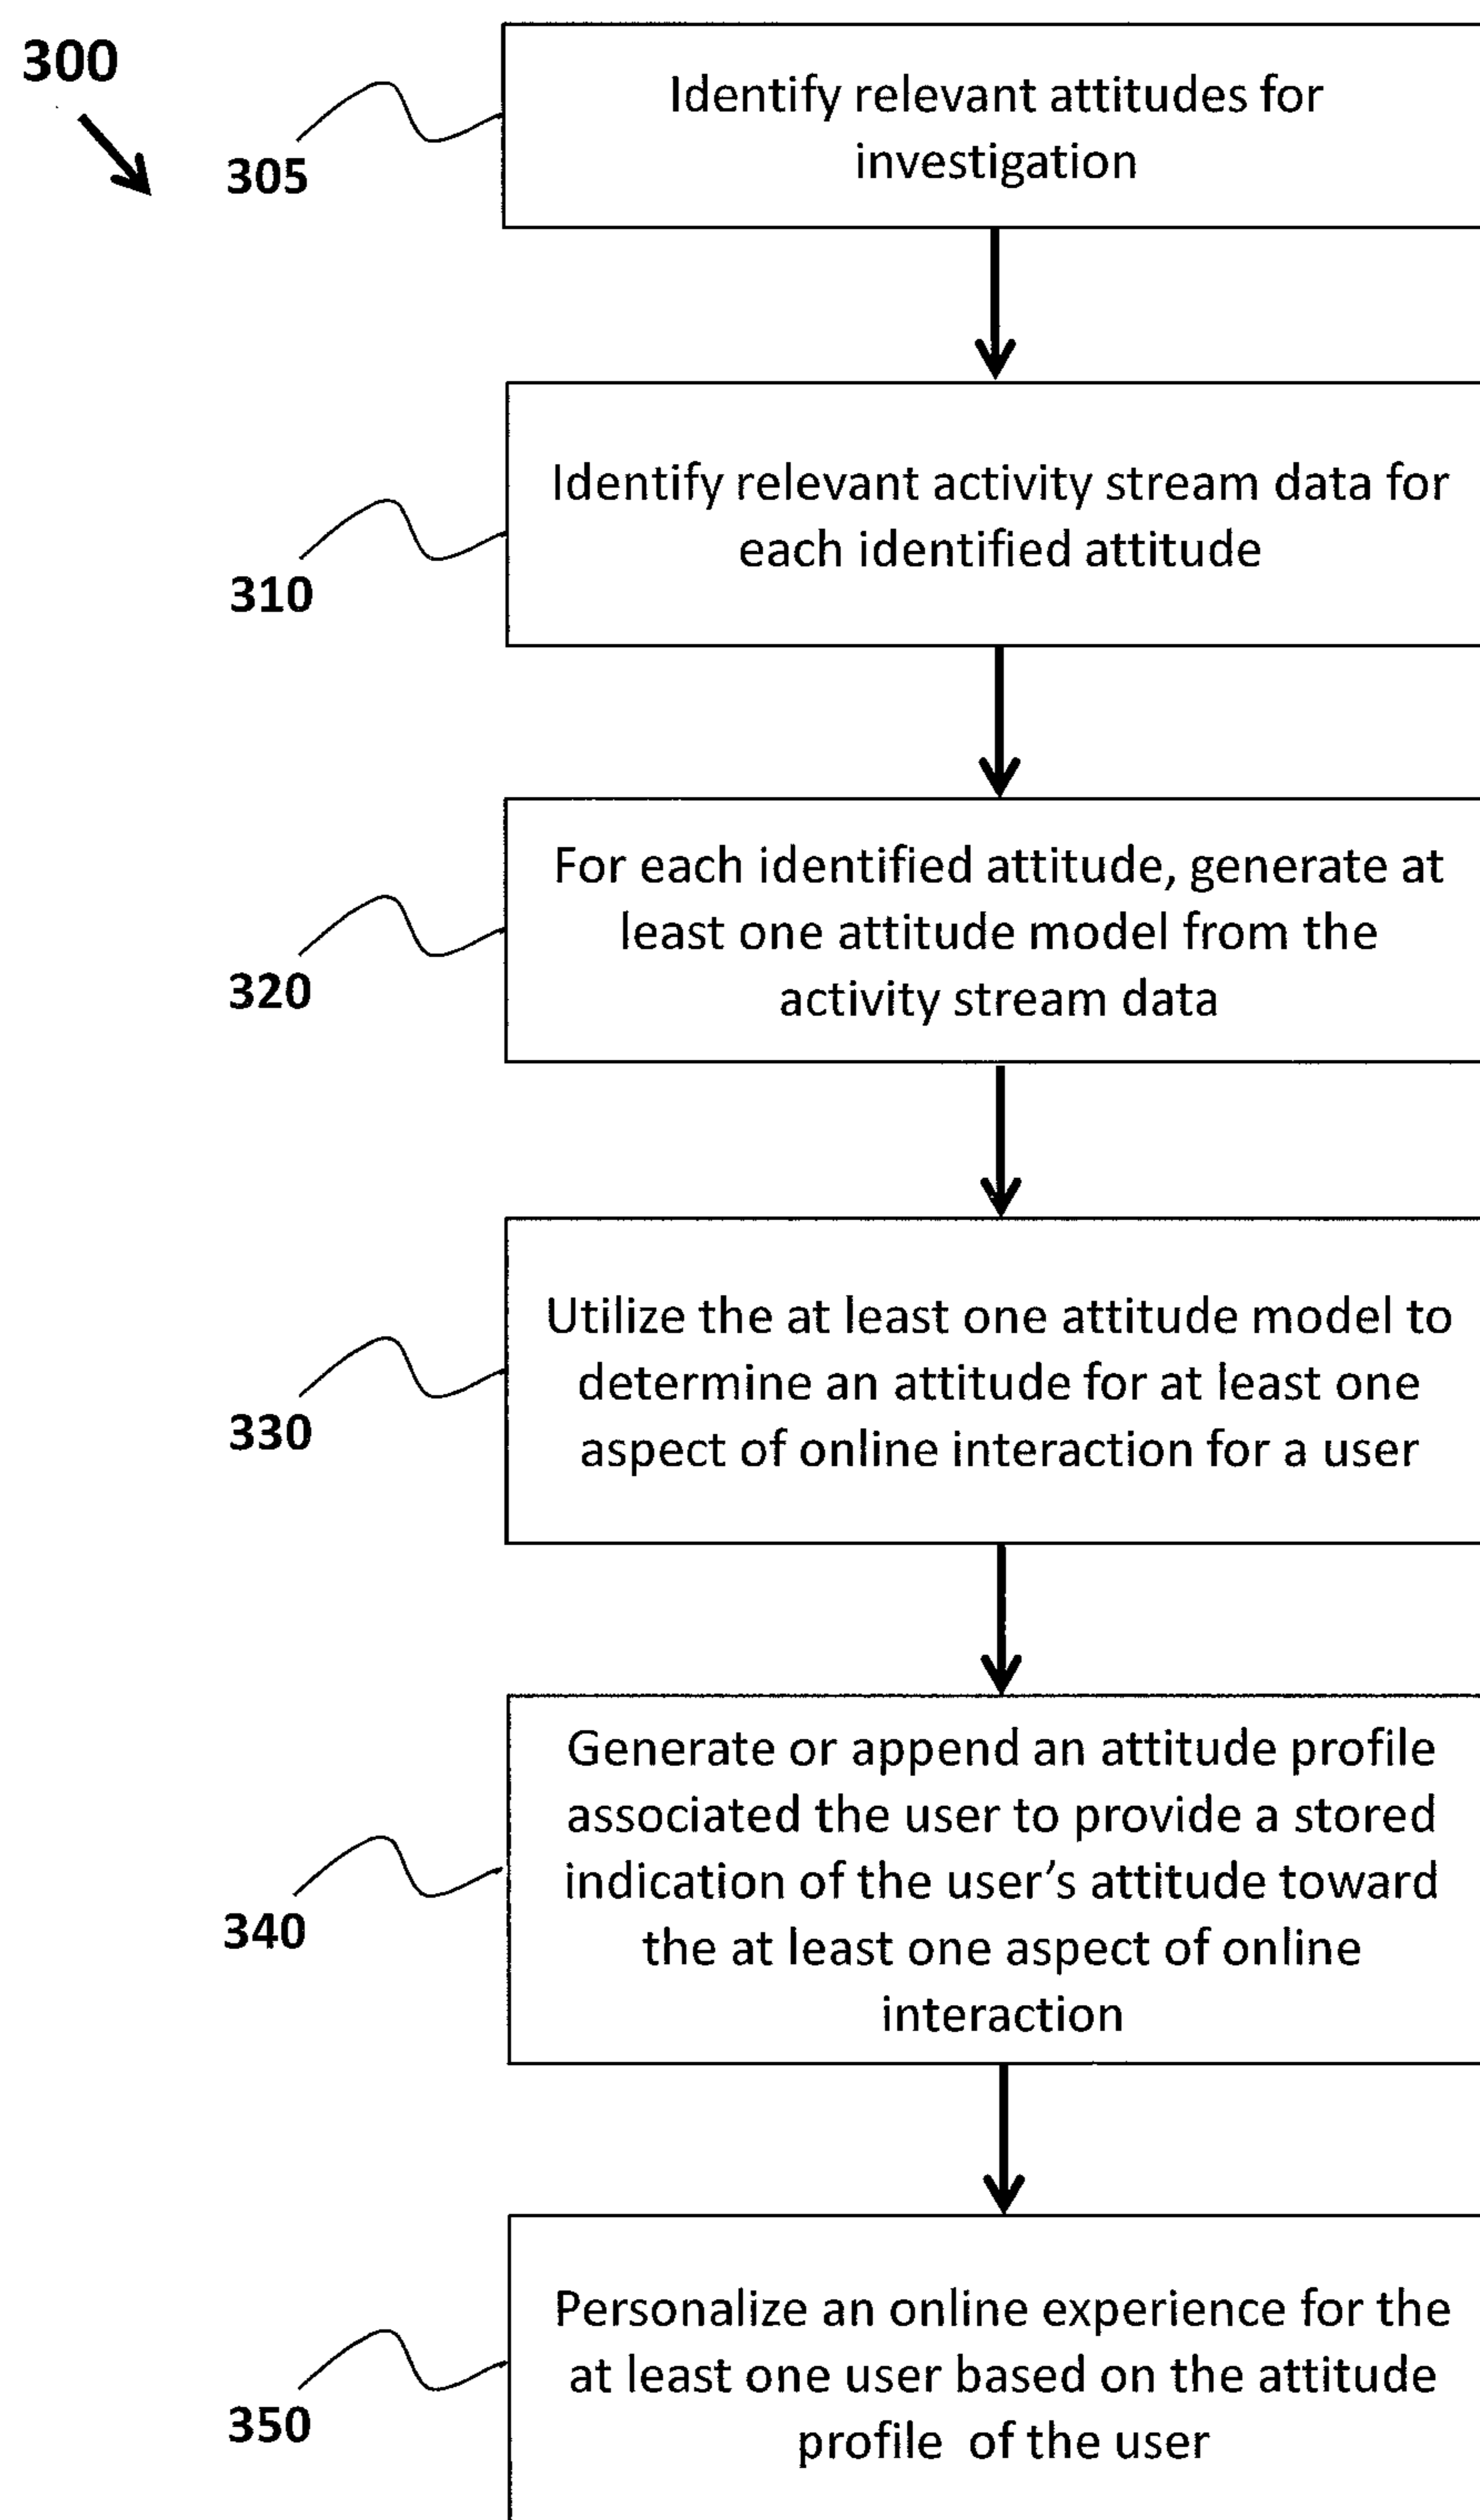 300
305
Identify relevant attitudes for
investigation
310
Identify relevant activity stream data for
each identified attitude
320
For each identified attitude, generate at
least one attitude model from the
activity stream data
330
Utilize the at least one attitude model to
determine an attitude for at least one
aspect of online interaction for a user
340
Generate or append an attitude profile
associated the user to provide a stored
indication of the user's attitude toward
the at least one aspect of online
interaction
350
Personalize an online experience for the
at least one user based on the attitude
profile of the user